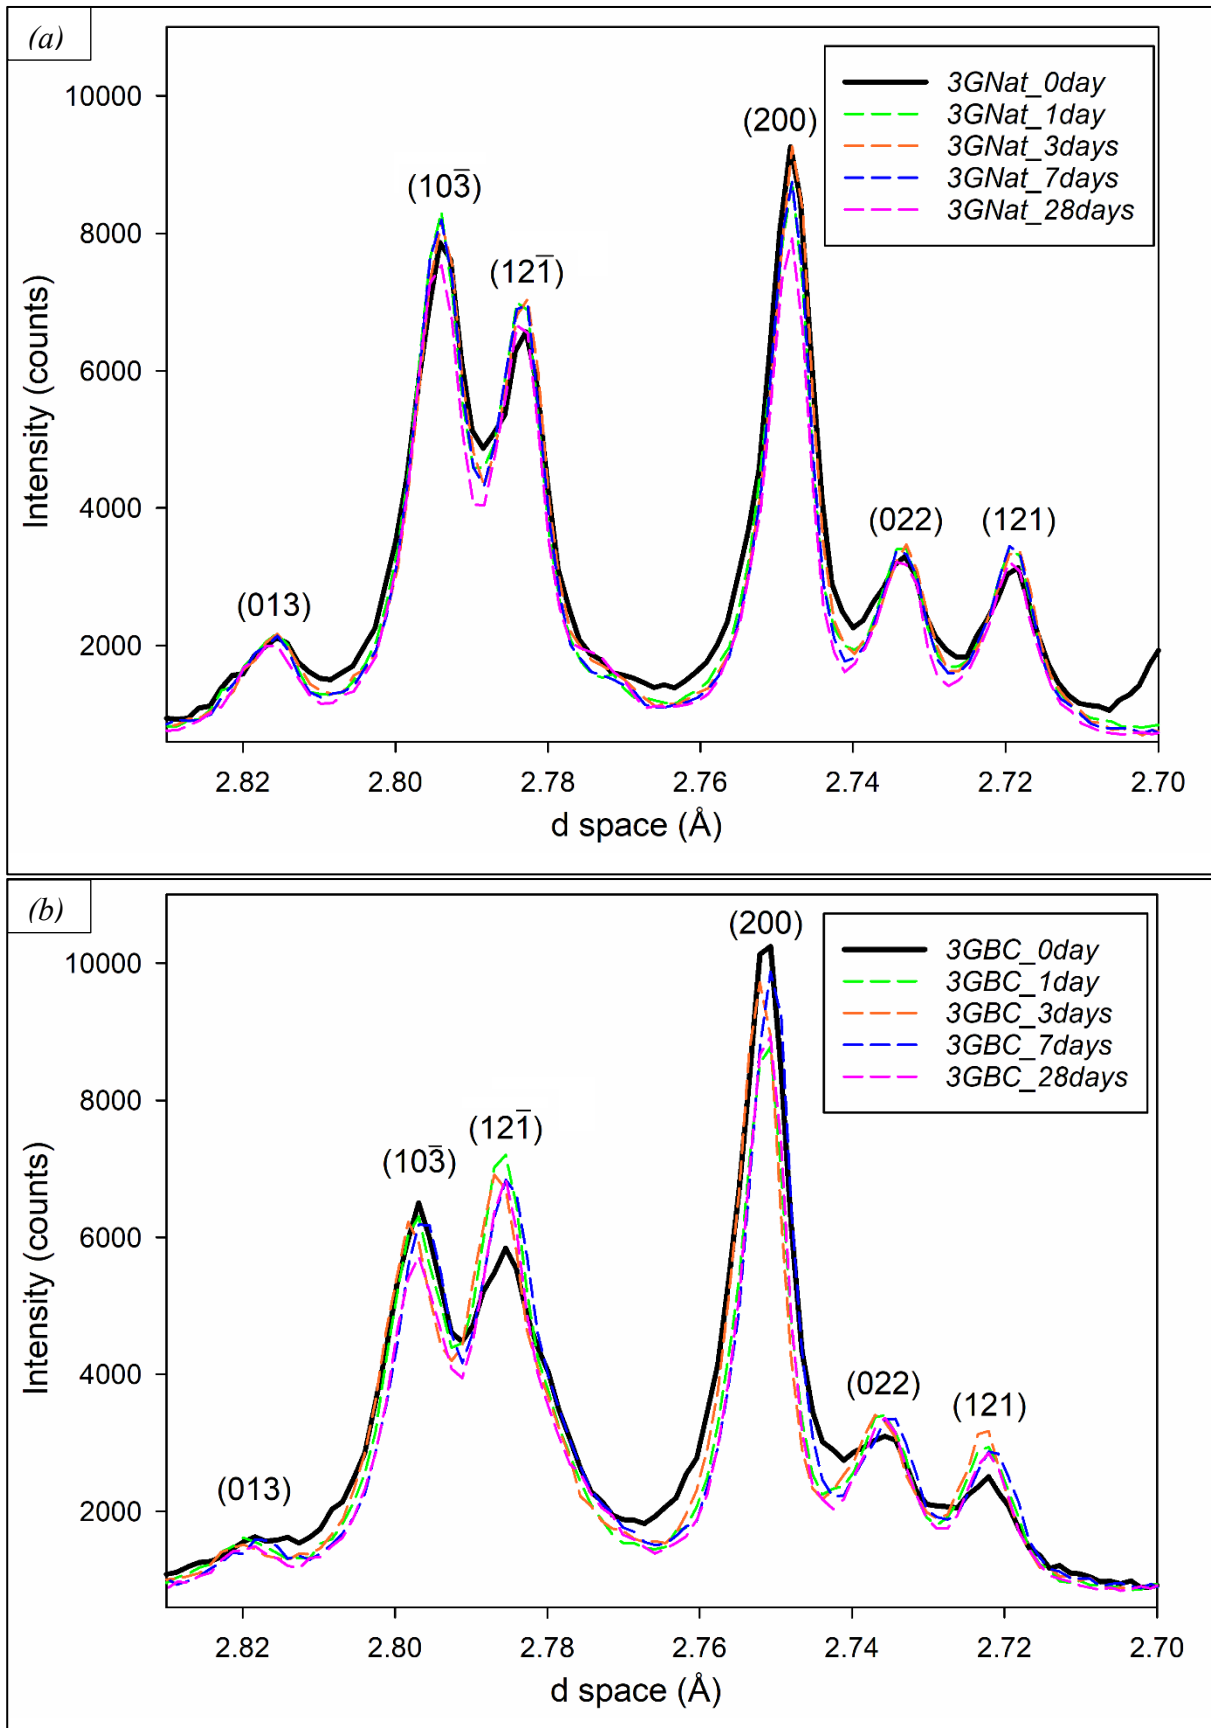 (a)
3GNat_0day
3GNat_1day
3GNat_3days
3GNat_7days
3GNat_28days
10000
8000
6000
4000
2000
Intensity (counts)
(013)
(103̅)
(121̅)
(200)
(022)
(121)
2.82
2.80
2.78
2.76
2.74
2.72
2.70
d space (Å)
(b)
3GBC_0day
3GBC_1day
3GBC_3days
3GBC_7days
3GBC_28days
10000
8000
6000
4000
2000
Intensity (counts)
(013)
(103̅)
(121̅)
(200)
(022)
(121)
2.82
2.80
2.78
2.76
2.74
2.72
2.70
d space (Å)